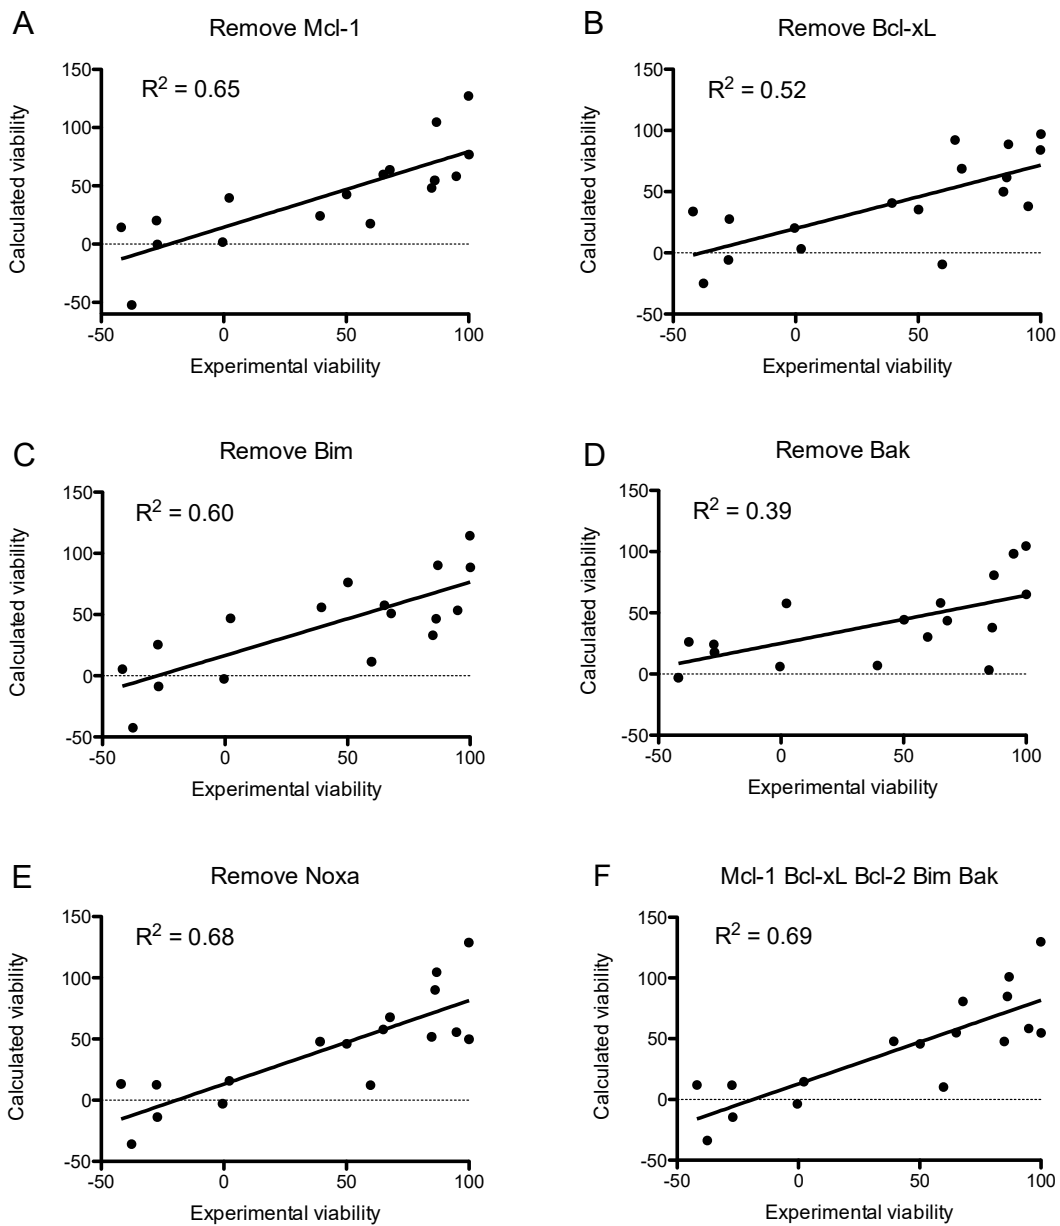 A
Remove Mcl-1
R2 = 0.65
150
100
50
0
-50
-50 0 50 100
Calculated viability
Experimental viability
B
Remove Bcl-xL
R2 = 0.52
150
100
50
0
-50
-50 0 50 100
Calculated viability
Experimental viability
C
Remove Bim
R2 = 0.60
150
100
50
0
-50
-50 0 50 100
Calculated viability
Experimental viability
D
Remove Bak
R2 = 0.39
150
100
50
0
-50
-50 0 50 100
Calculated viability
Experimental viability
E
Remove Noxa
R2 = 0.68
150
100
50
0
-50
-50 0 50 100
Calculated viability
Experimental viability
F
Mcl-1 Bcl-xL Bcl-2 Bim Bak
R2 = 0.69
150
100
50
0
-50
-50 0 50 100
Calculated viability
Experimental viability